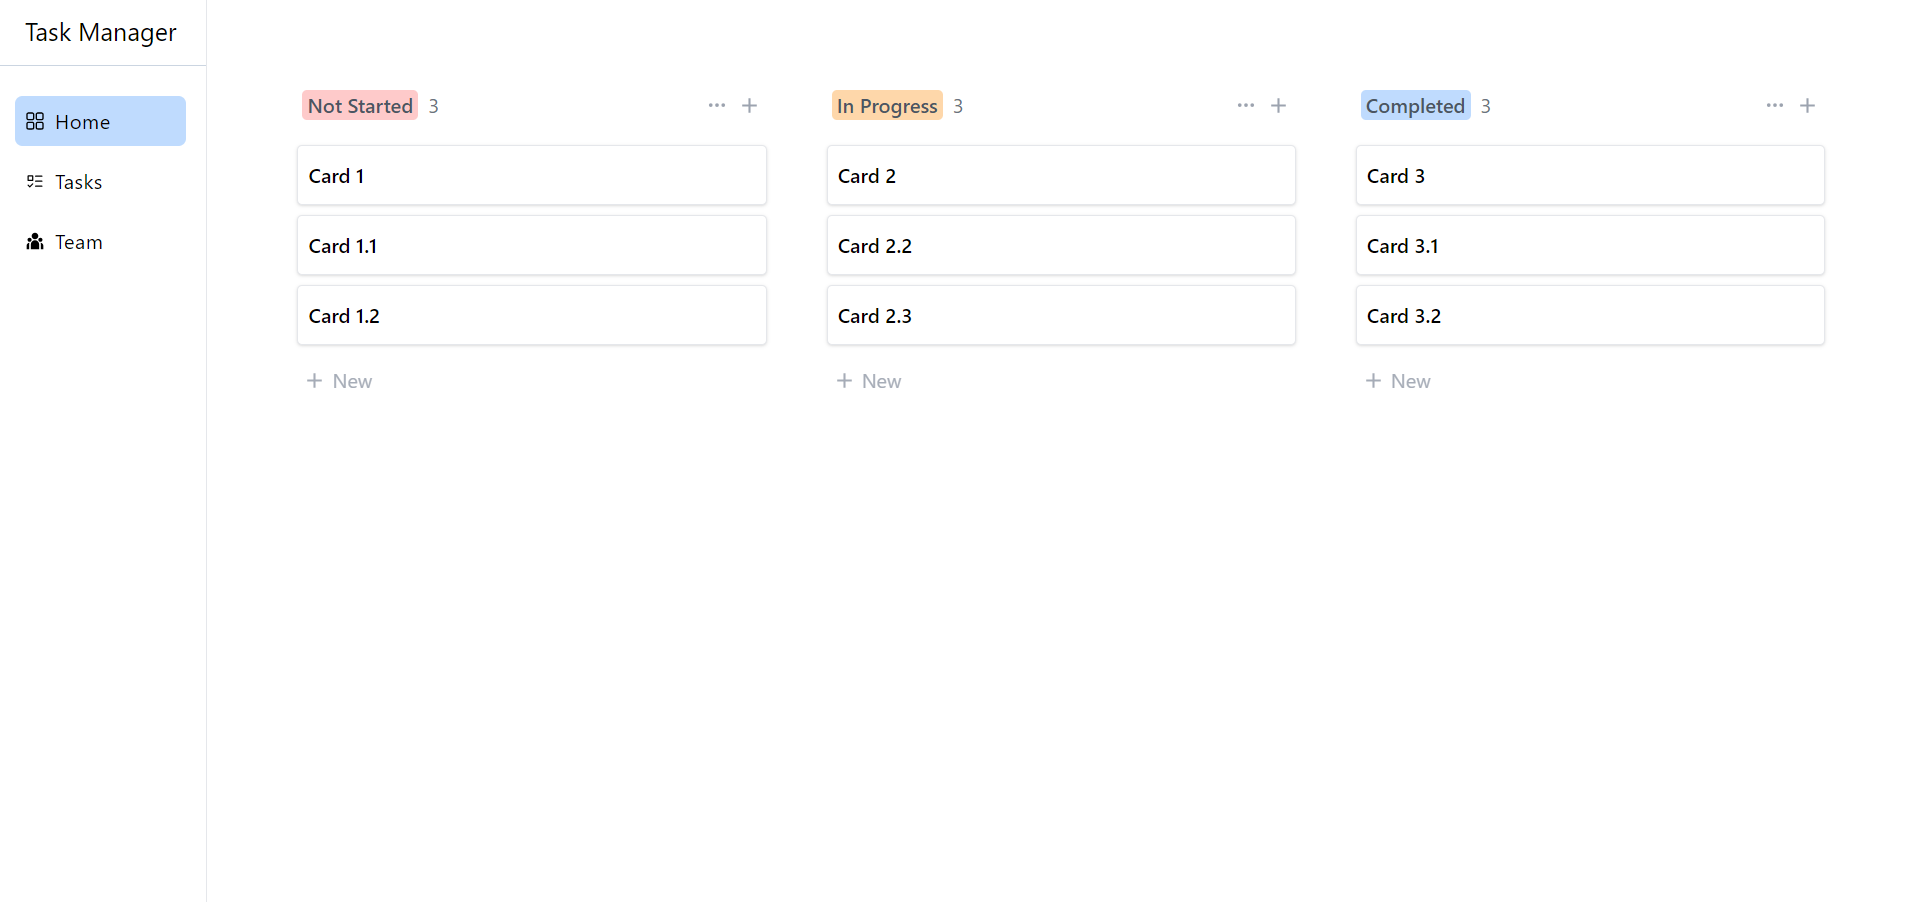 Task Manager
Home
Tasks
Team
Not Started 3
Card 1
Card 1.1
Card 1.2
New
In Progress 3
Card 2
Card 2.2
Card 2.3
New
Completed 3
Card 3
Card 3.1
Card 3.2
New